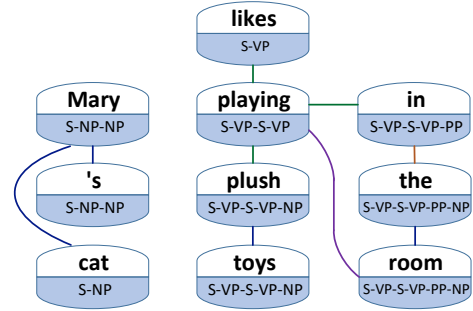 likes
S-VP
Mary
S-NP-NP
playing
S-VP-S-VP
in
S-VP-S-VP-PP
's
S-NP-NP
plush
S-VP-S-VP-NP
the
S-VP-S-VP-PP-NP
cat
S-NP
toys
S-VP-S-VP-NP
room
S-VP-S-VP-PP-NP